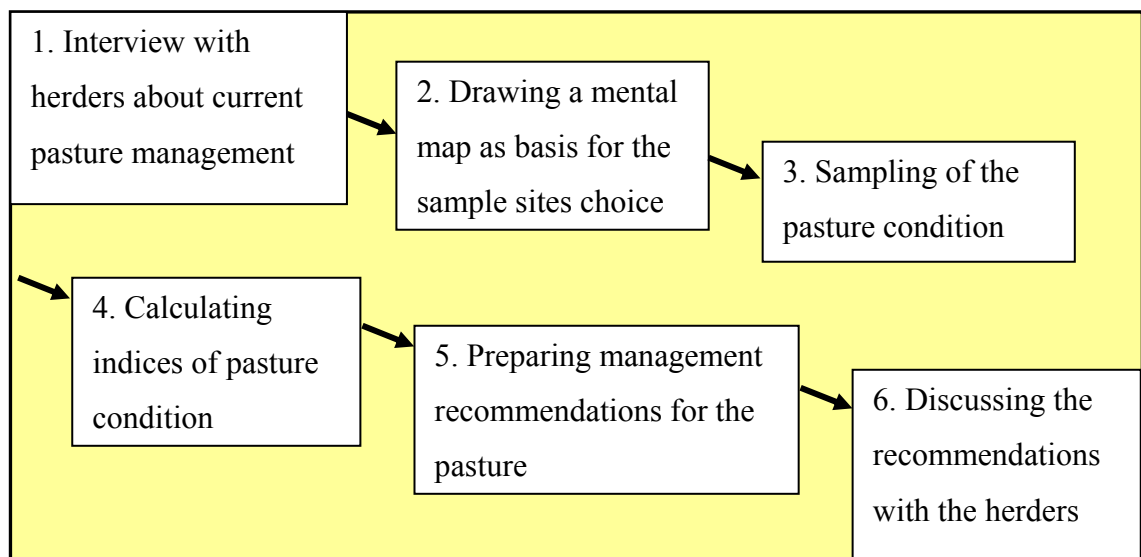 1. Interview with
herders about current
pasture management
2. Drawing a mental
map as basis for the
sample sites choice
3. Sampling of the
pasture condition
4. Calculating
indices of pasture
condition
5. Preparing management
recommendations for the
pasture
6. Discussing the
recommendations
with the herders